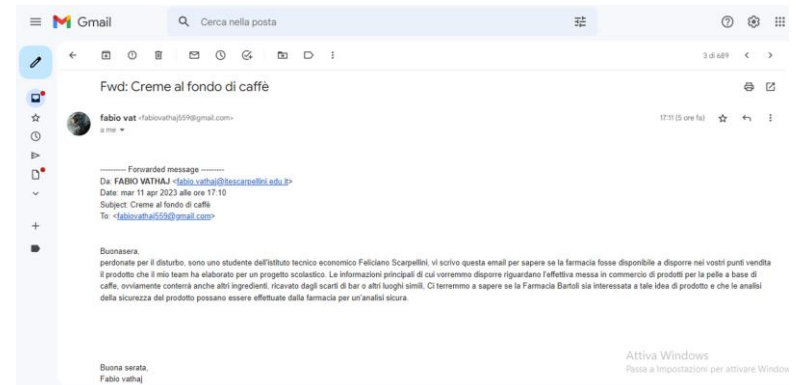 Gmail
Cerca nella posta
3 di 689
Fwd: Creme al fondo di caffè
fabio vat <fabiovathaj559@gmail.com>
17:11 (5 ore fa)
a me
---------- Forwarded message ---------
Da: FABIO VATHAJ <fabio.vathaj@itescarpellini.edu.it>
Date: mar 11 apr 2023 alle ore 17:10
Subject: Creme al fondo di caffè
To: <fabiovathaj559@gmail.com>
Buonasera,
perdonate per il disturbo, sono uno studente dell'istituto tecnico economico Feliciano Scarpellini, vi scrivo questa email per sapere se la farmacia fosse disponibile a disporre nei vostri punti vendita
il prodotto che il mio team ha elaborato per un progetto scolastico. Le informazioni principali di cui vorremmo disporre riguardano l'effettiva messa in commercio di prodotti per la pelle a base di
caffe, ovviamente conterrà anche altri ingredienti, ricavato dagli scarti di bar o altri luoghi simili, Ci terremmo a sapere se la Farmacia Bartoli sia interessata a tale idea di prodotto e che le analisi
della sicurezza del prodotto possano essere effettuate dalla farmacia per un'analisi sicura.
Buona serata,
Fabio vathaj
Attiva Windows
Passa a Impostazioni per attivare Window